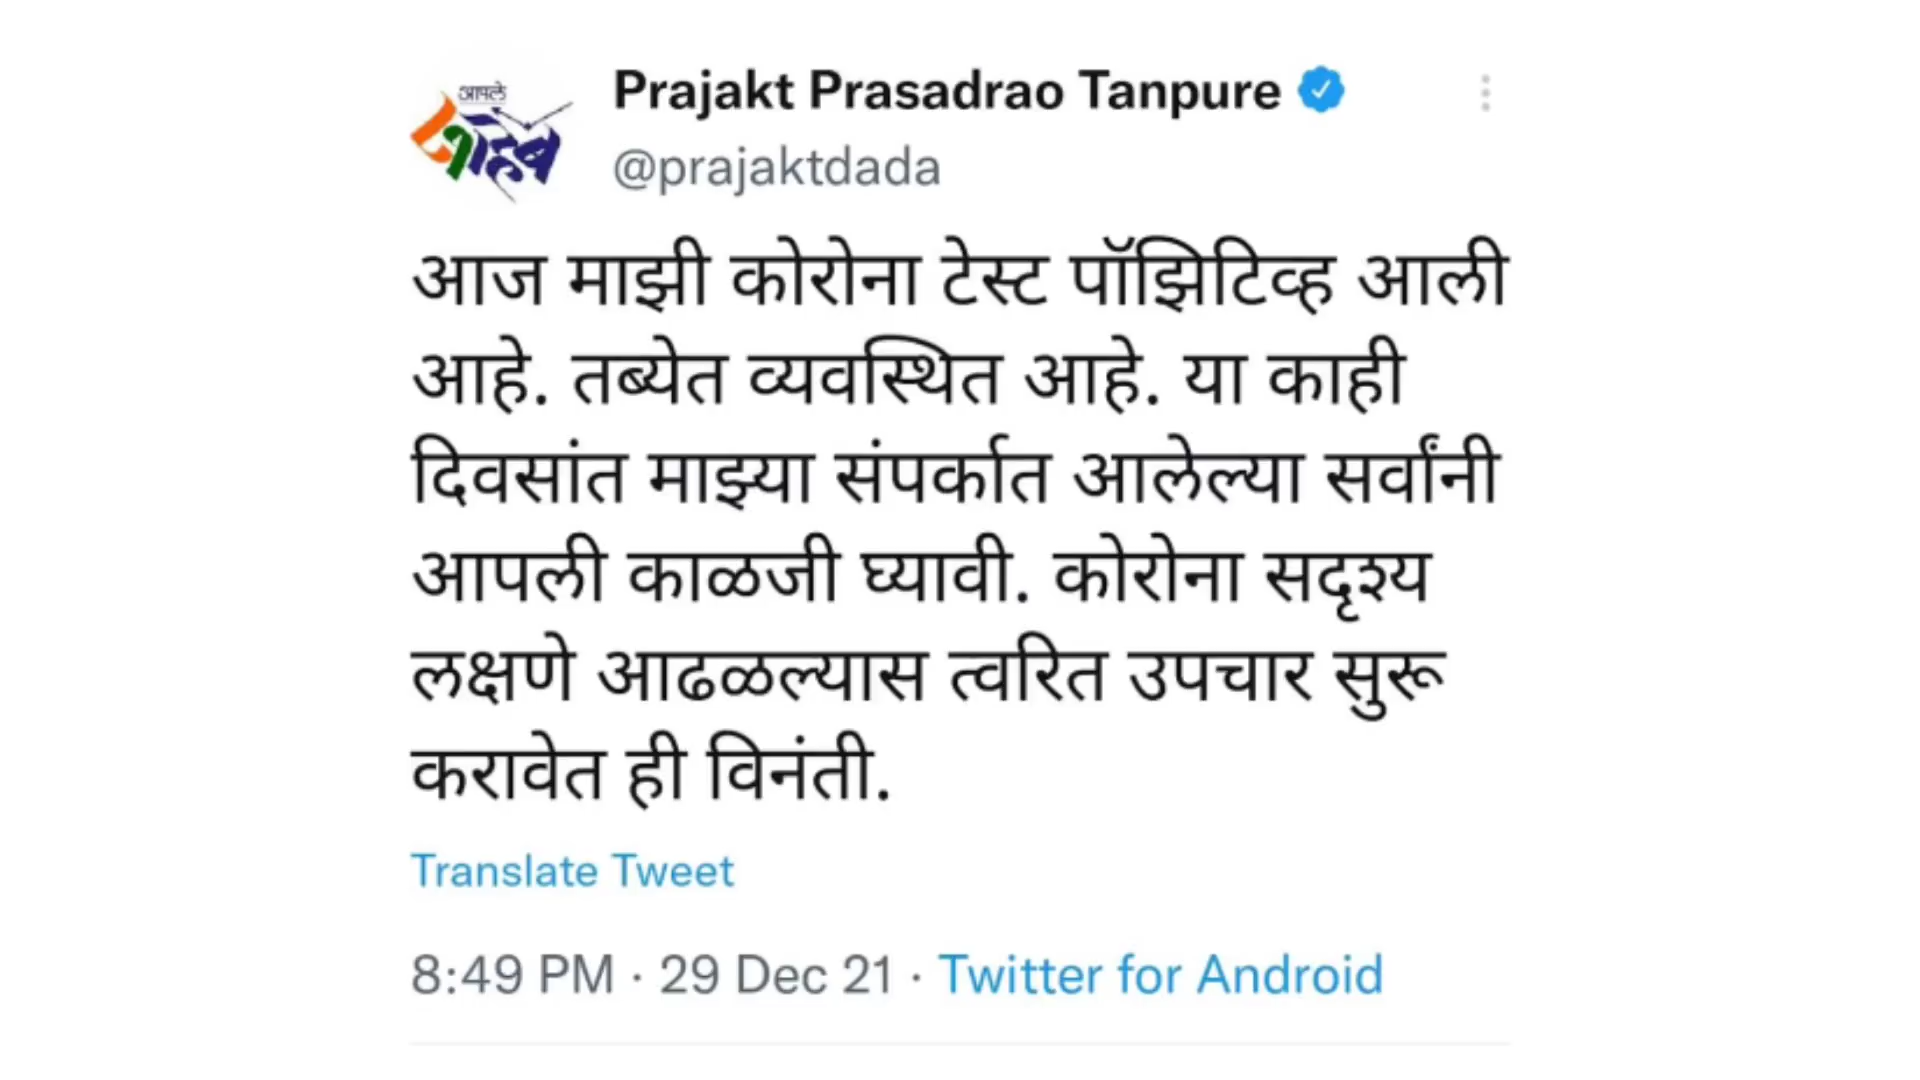 आपले
साहेब
Prajakt Prasadrao Tanpure
@prajaktdada
आज माझी कोरोना टेस्ट पॉझिटिव्ह आली
आहे. तब्येत व्यवस्थित आहे. या काही
दिवसांत माझ्या संपर्कात आलेल्या सर्वांनी
आपली काळजी घ्यावी. कोरोना सदृश्य
लक्षणे आढळल्यास त्वरित उपचार सुरू
करावेत ही विनंती.
Translate Tweet
8:49 PM · 29 Dec 21 · Twitter for Android